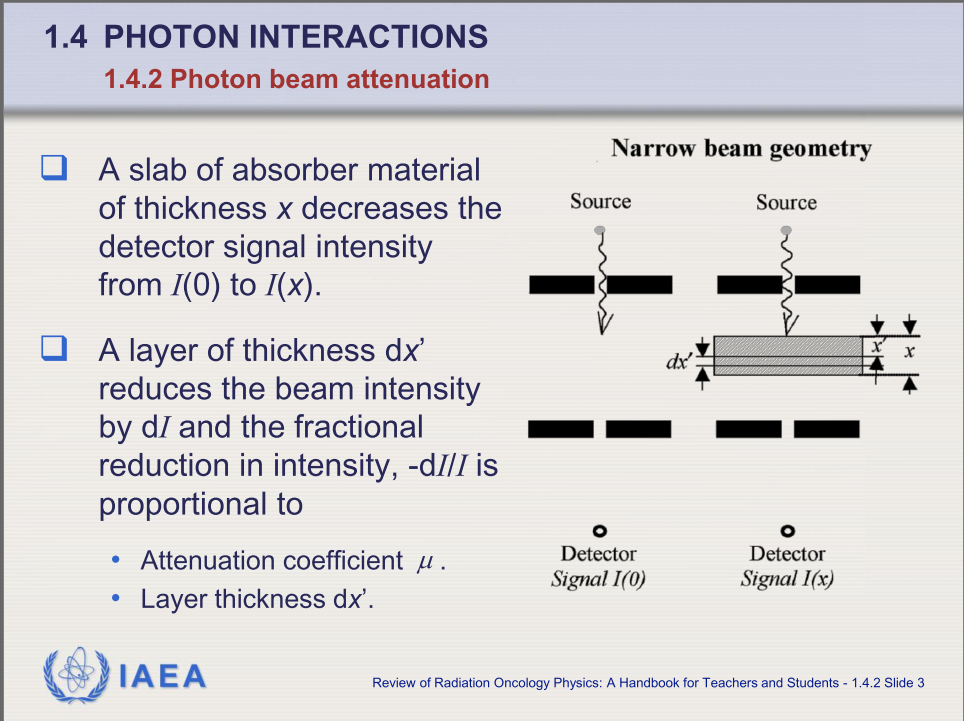 1.4 PHOTON INTERACTIONS
1.4.2 Photon beam attenuation
A slab of absorber material
of thickness x decreases the
detector signal intensity
from I(0) to I(x).
A layer of thickness dx’
reduces the beam intensity
by dI and the fractional
reduction in intensity, -dI/I is
proportional to
• Attenuation coefficient μ .
• Layer thickness dx’.
Narrow beam geometry
Source Source
dx′ x′ x
Detector Detector
Signal I(0) Signal I(x)
IAEA
Review of Radiation Oncology Physics: A Handbook for Teachers and Students - 1.4.2 Slide 3